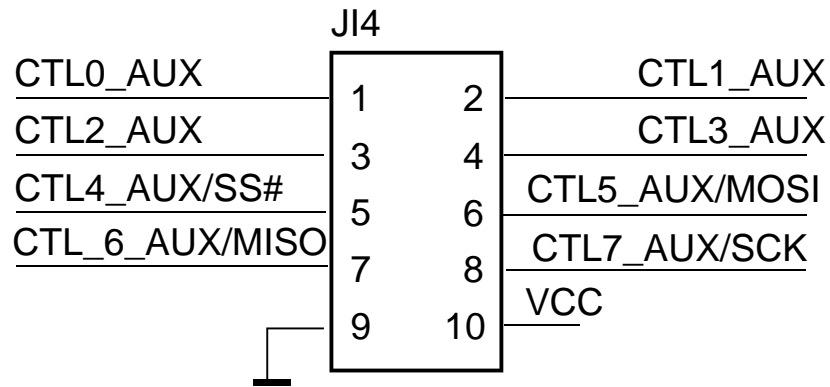 JI4
CTL0_AUX 1 2 CTL1_AUX
CTL2_AUX 3 4 CTL3_AUX
CTL4_AUX/SS# 5 6 CTL5_AUX/MOSI
CTL_6_AUX/MISO 7 8 CTL7_AUX/SCK
9 10 VCC